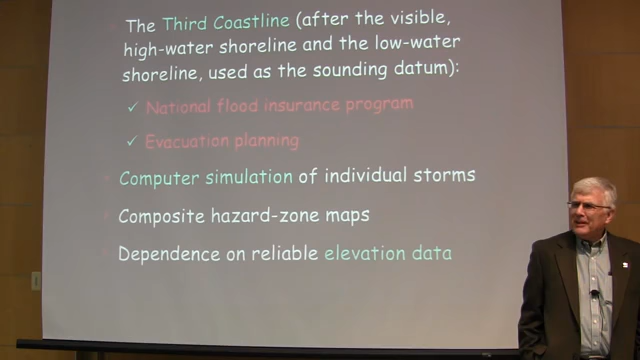 The Third Coastline (after the visible,
high-water shoreline and the low-water
shoreline, used as the sounding datum):
✓ National flood insurance program
✓ Evacuation planning
Computer simulation of individual storms
Composite hazard-zone maps
Dependence on reliable elevation data